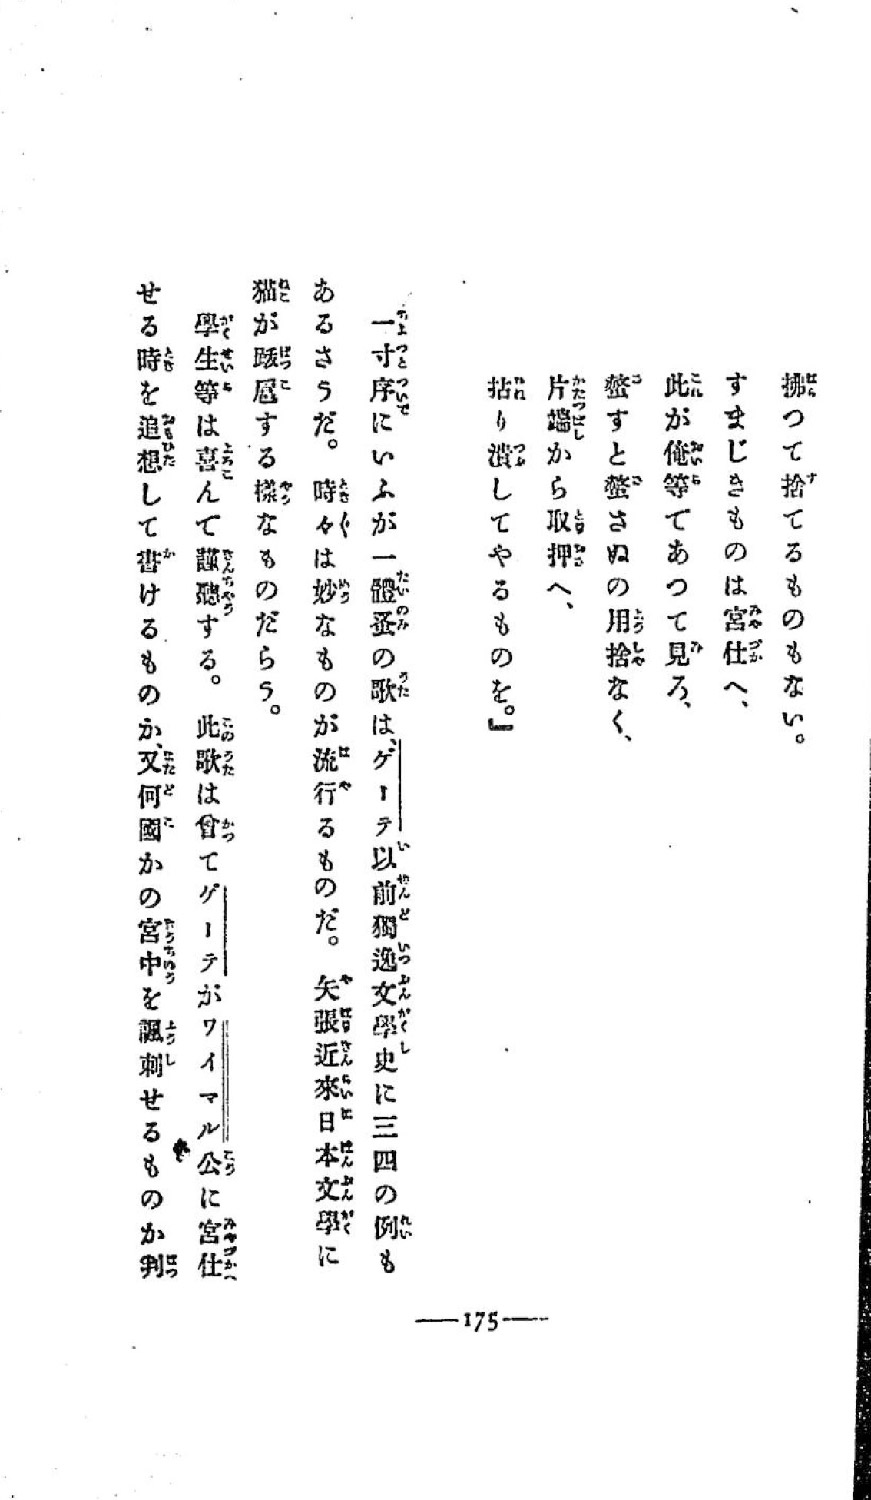 拂つて捨てるものもない。
すまじきものは宮仕へ、
此が俺等であつて見ろ、
螫すと螫さぬの用捨なく、
片端から取押へ、
拈り潰してやるものを。』
一寸序にいふが一體蚤の歌は、ゲーテ以前獨逸文學史に三四の例も
あるさうだ。時々は妙なものが流行るものだ。矢張近來日本文學に
猫が跋扈する樣なものだらう。
學生等は喜んで謹聽する。此歌は曾てゲーテがワイマル公に宮仕
せる時を追想して書けるものか、又何國かの宮中を諷刺せるものか判
175